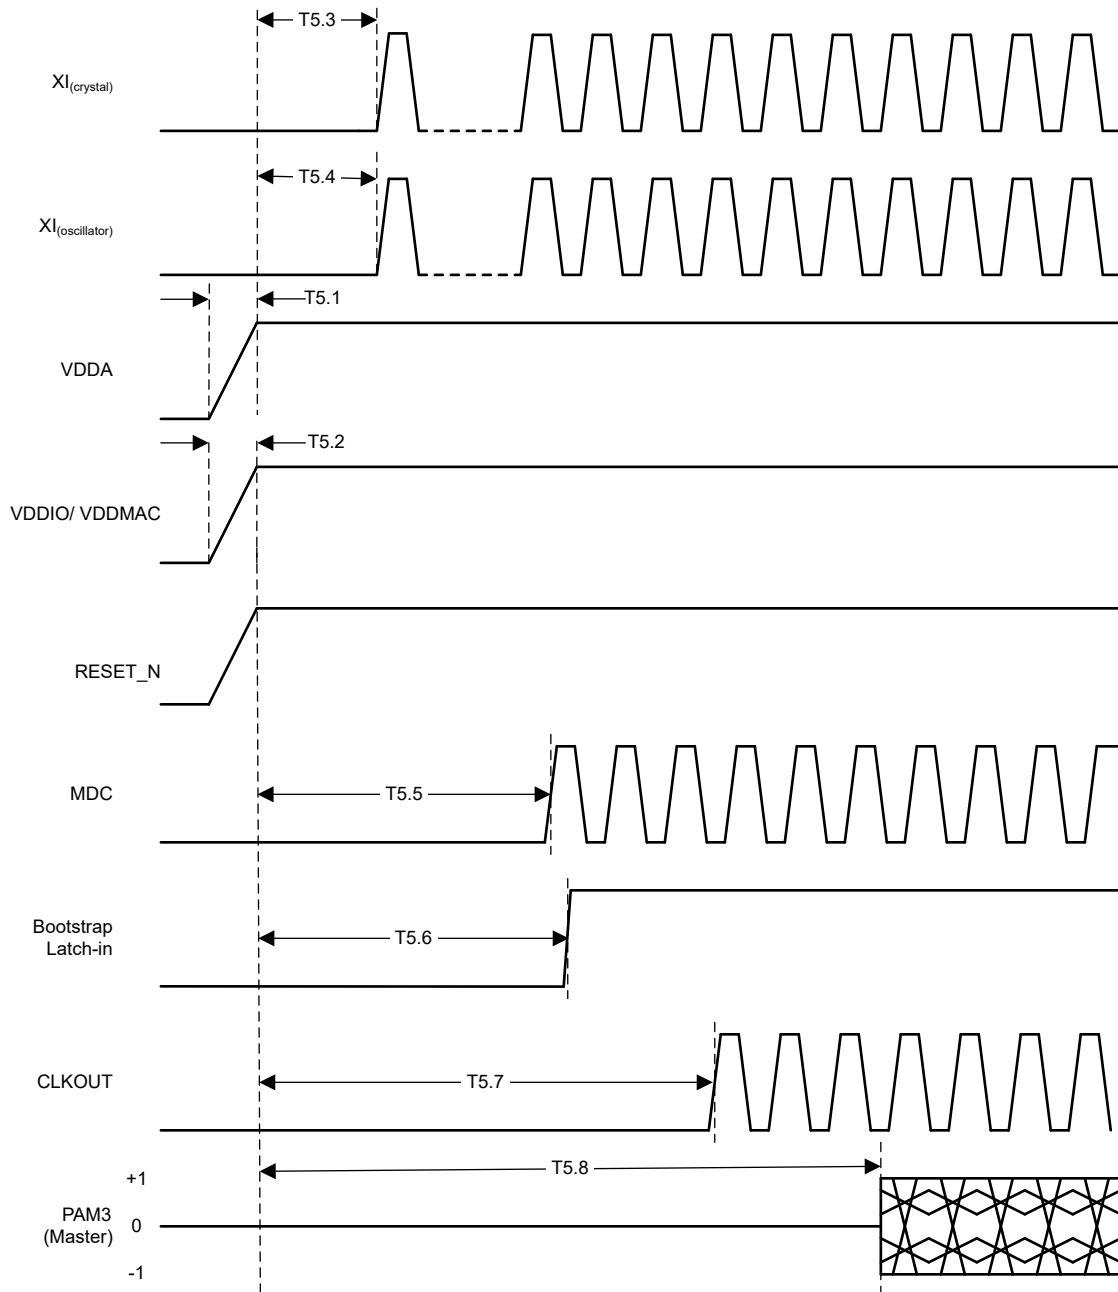 T5.3
XI(crystal)
T5.4
XI(oscillator)
T5.1
VDDA
T5.2
VDDIO/ VDDMAC
RESET_N
T5.5
MDC
Bootstrap
Latch-in
T5.6
CLKOUT
T5.7
T5.8
+1
PAM3
(Master)
0
-1